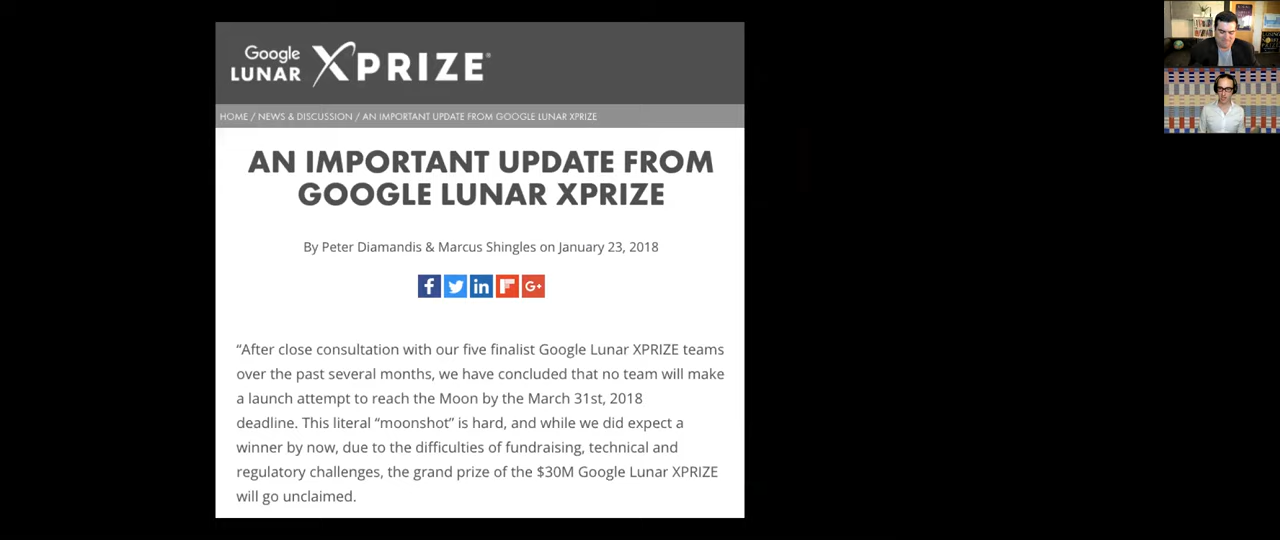 Google
LUNAR XPRIZE
HOME / NEWS & DISCUSSION / AN IMPORTANT UPDATE FROM GOOGLE LUNAR XPRIZE
AN IMPORTANT UPDATE FROM
GOOGLE LUNAR XPRIZE
By Peter Diamandis & Marcus Shingles on January 23, 2018
“After close consultation with our five finalist Google Lunar XPRIZE teams
over the past several months, we have concluded that no team will make
a launch attempt to reach the Moon by the March 31st, 2018
deadline. This literal “moonshot” is hard, and while we did expect a
winner by now, due to the difficulties of fundraising, technical and
regulatory challenges, the grand prize of the $30M Google Lunar XPRIZE
will go unclaimed.